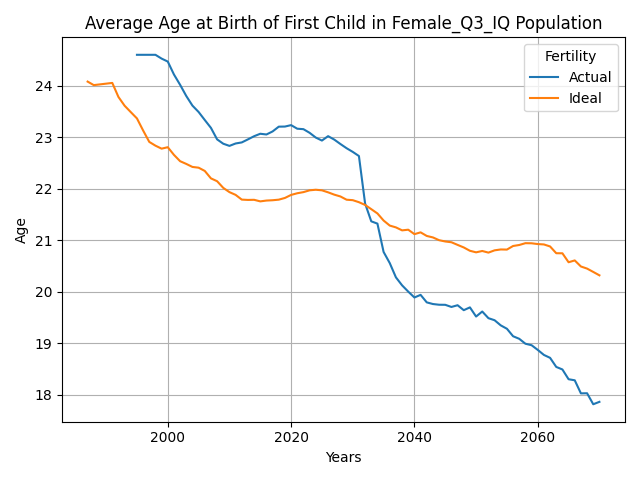 Average Age at Birth of First Child in Female_Q3_IQ Population
Fertility
Actual
Ideal
Age
24
23
22
21
20
19
18
2000
2020
2040
2060
Years